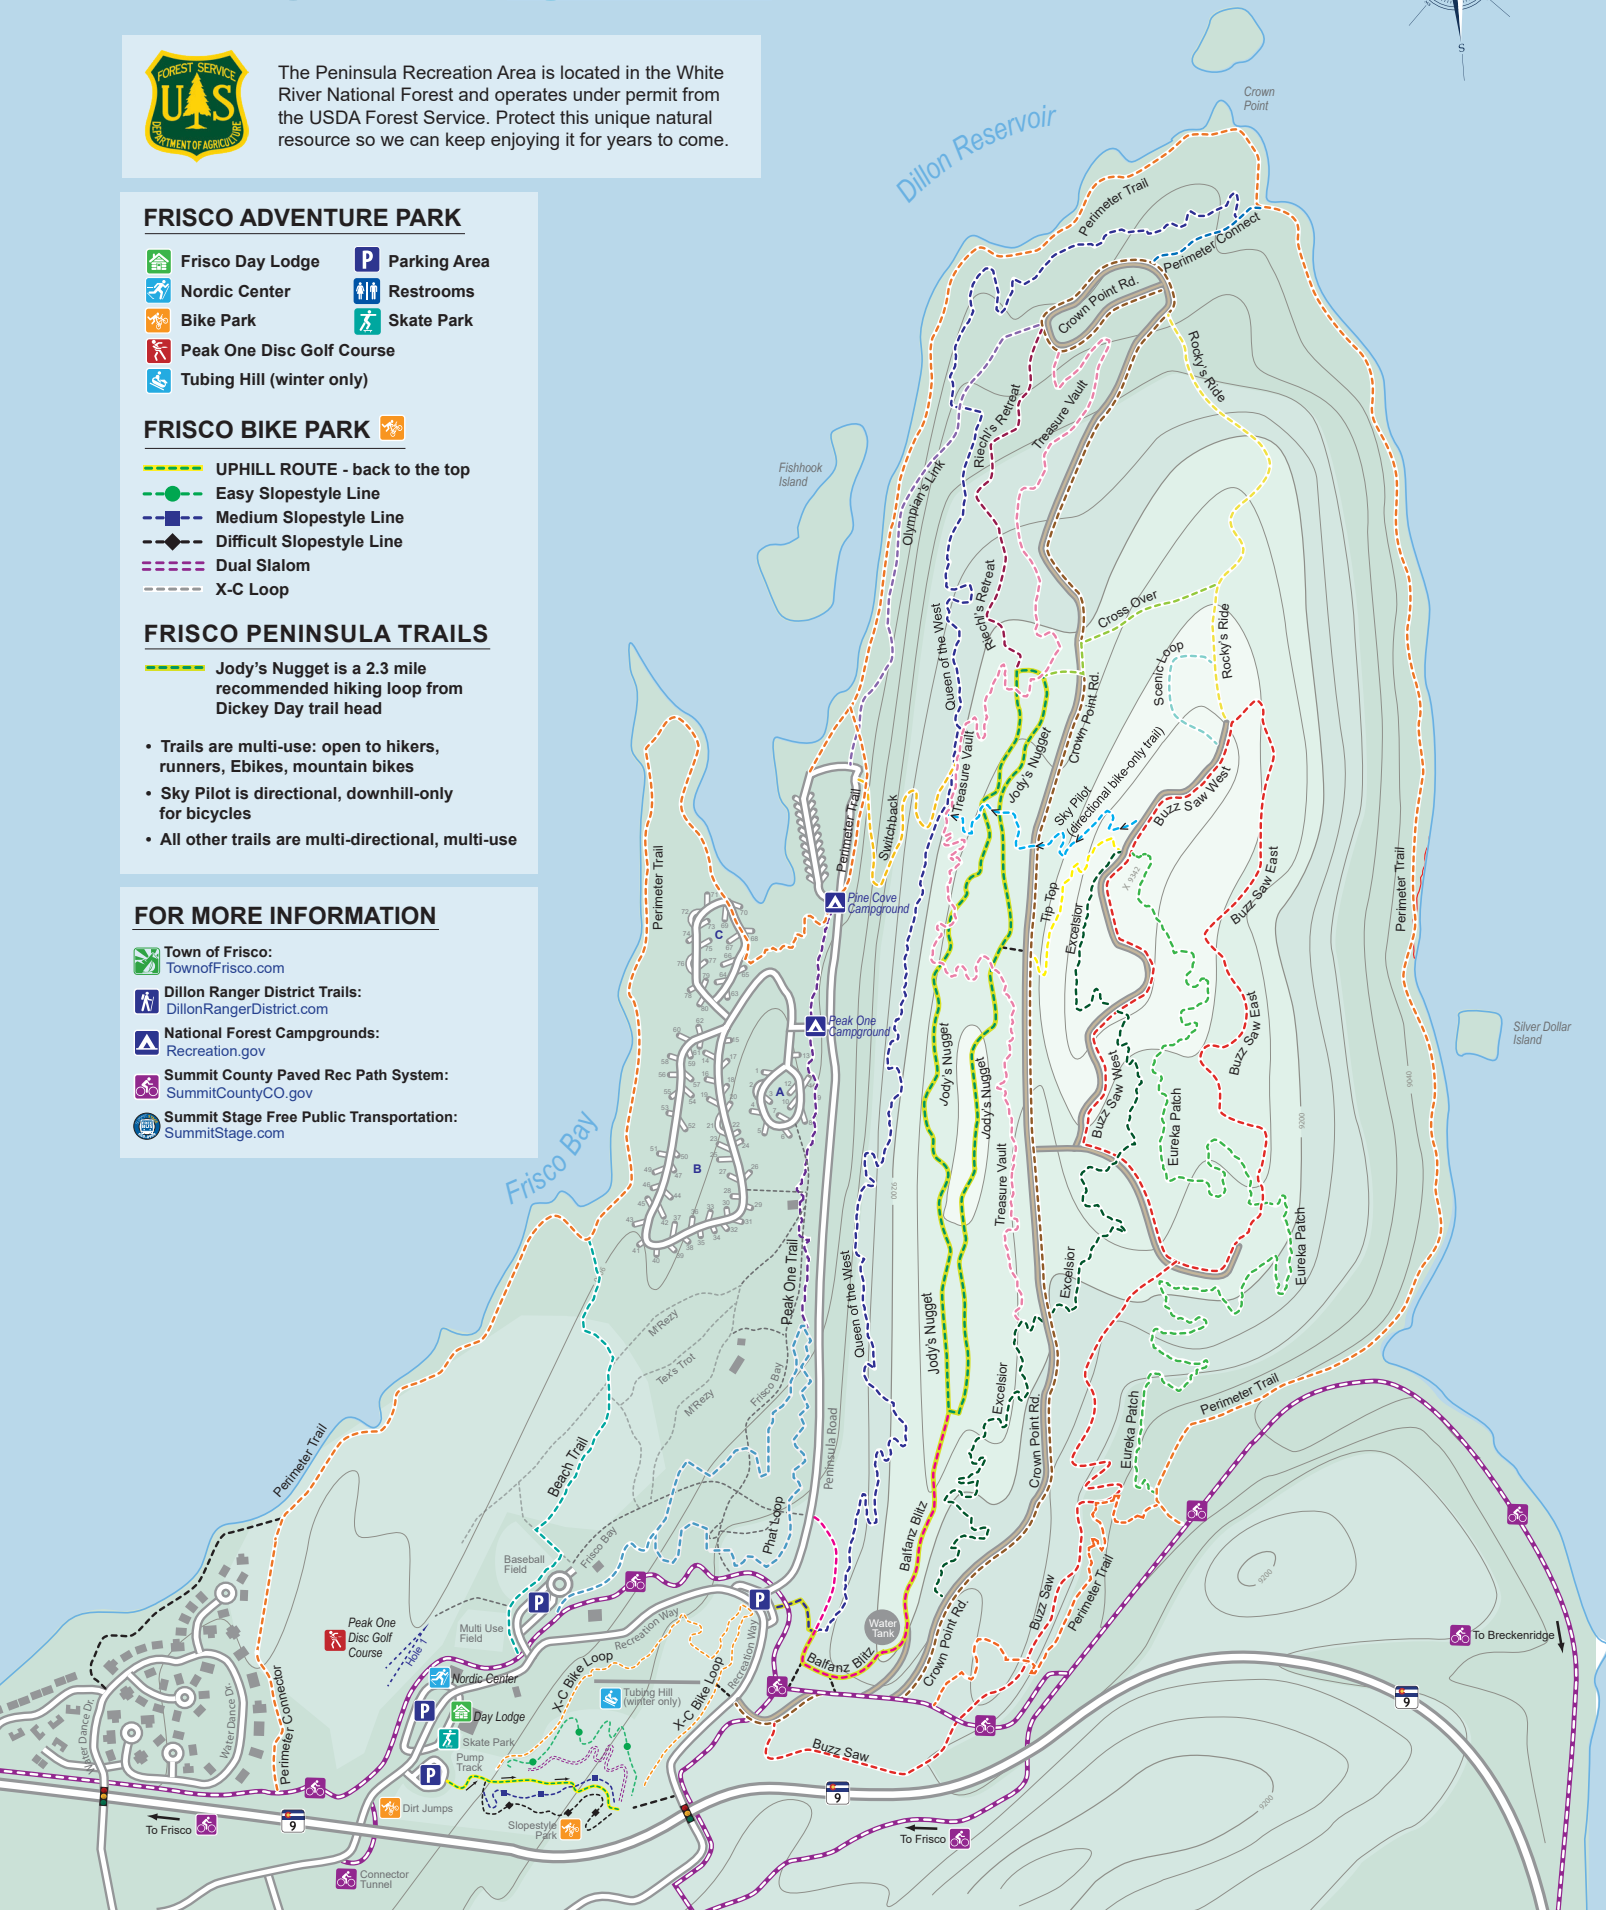 S
Crown
Point
Dillon Reservoir
FOREST SERVICE
U S
DEPARTMENT OF AGRICULTURE
The Peninsula Recreation Area is located in the White
River National Forest and operates under permit from
the USDA Forest Service. Protect this unique natural
resource so we can keep enjoying it for years to come.
FRISCO ADVENTURE PARK
Frisco Day Lodge
P Parking Area
Nordic Center
Restrooms
Bike Park
Skate Park
Peak One Disc Golf Course
Tubing Hill (winter only)
FRISCO BIKE PARK
UPHILL ROUTE - back to the top
Easy Slopestyle Line
Medium Slopestyle Line
Difficult Slopestyle Line
Dual Slalom
X-C Loop
FRISCO PENINSULA TRAILS
Jody's Nugget is a 2.3 mile
recommended hiking loop from
Dickey Day trail head
• Trails are multi-use: open to hikers,
runners, Ebikes, mountain bikes
• Sky Pilot is directional, downhill-only
for bicycles
• All other trails are multi-directional, multi-use
FOR MORE INFORMATION
Town of Frisco:
TownofFrisco.com
Dillon Ranger District Trails:
DillonRangerDistrict.com
National Forest Campgrounds:
Recreation.gov
Summit County Paved Rec Path System:
SummitCountyCO.gov
Summit Stage Free Public Transportation:
SummitStage.com
Perimeter Trail
Perimeter Connect
Crown Point Rd.
Rocky's Ride
Riechl's Retreat
Treasure Vault
Fishhook
Island
Olympian's Link
Riechl's Retreat
Queen of the West
Cross Over
Rocky's Ride
Scenic Loop
Crown Point Rd.
Jody's Nugget
Treasure Vault
Sky Pilot
(directional bike-only trail)
Buzz Saw West
Switchback
Perimeter Trail
Perimeter Trail
Perimeter Trail
X 9342
Buzz Saw East
Tip Top
Excelsior
Pine Cove
Campground
C
Peak One
Campground
Buzz Saw East
Silver Dollar
Island
9040
9200
9200
Jody's Nugget
Jody's Nugget
Buzz Saw West
Eureka Patch
A
B
Frisco Bay
Treasure Vault
Eureka Patch
Peak One Trail
Queen of the West
Excelsior
M'Rezy
Tex's Trot
M'Rezy
Frisco Bay
Jody's Nugget
Excelsior
Crown Point Rd.
Eureka Patch
Perimeter Trail
Perimeter Trail
Beach Trail
Peninsula Road
Phat Loop
Balfanz Blitz
Baseball
Field
Frisco Bay
P
P
Peak One
Disc Golf
Course
Hole 1
Multi Use
Field
Recreation Way
Recreation Way
Water
Tank
Balfanz Blitz
Crown Point Rd.
Buzz Saw
Perimeter Trail
9200
To Breckenridge
Nordic Center
X-C Bike Loop
X-C Bike Loop
Tubing Hill
(winter only)
P
Day Lodge
Skate Park
Pump
Track
P
Water Dance Dr.
Water Dance Dr.
Perimeter Connector
Buzz Saw
9
9
9
9200
Dirt Jumps
Slopestyle
Park
To Frisco
To Frisco
Connector
Tunnel